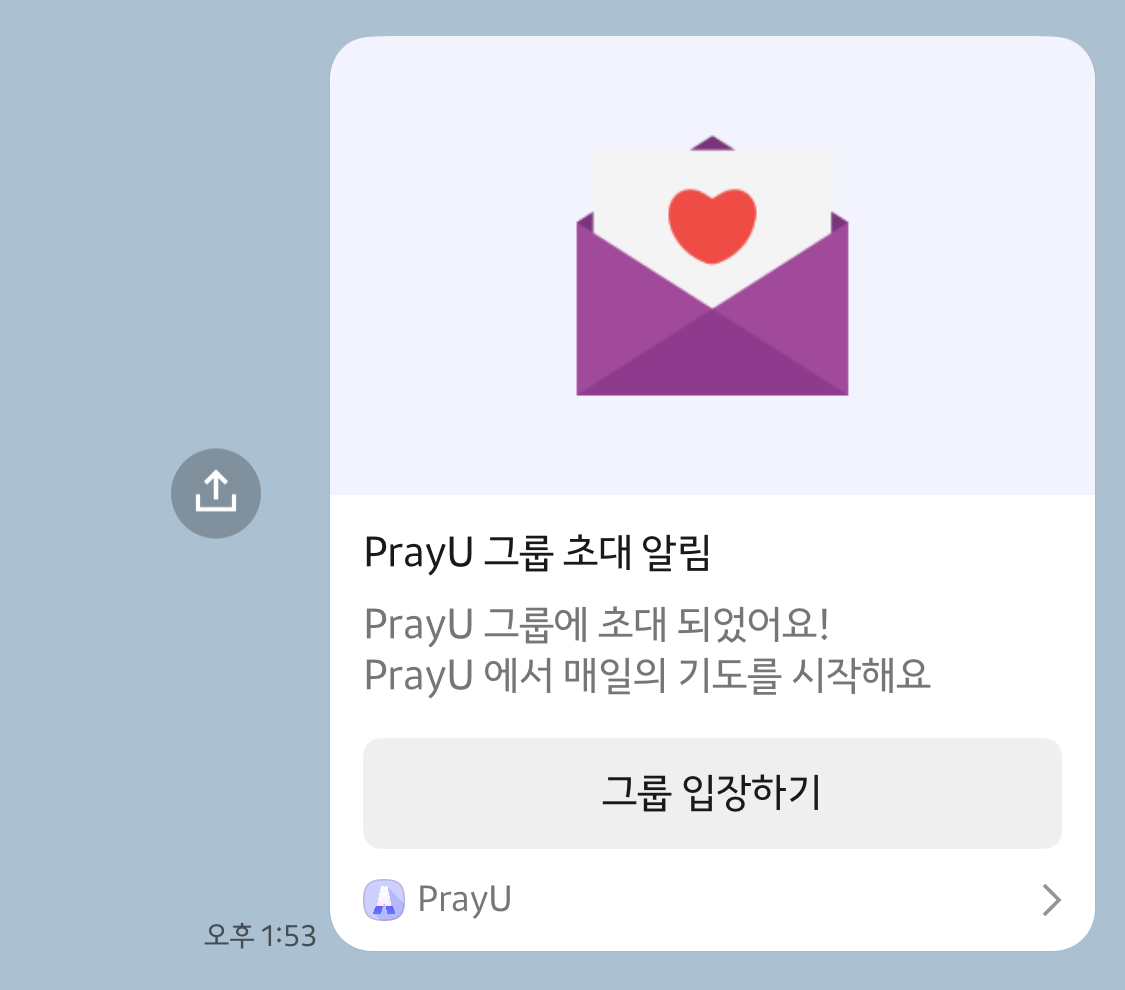 PrayU 그룹 초대 알림
PrayU 그룹에 초대 되었어요!
PrayU 에서 매일의 기도를 시작해요
그룹 입장하기
PrayU
오후 1:53